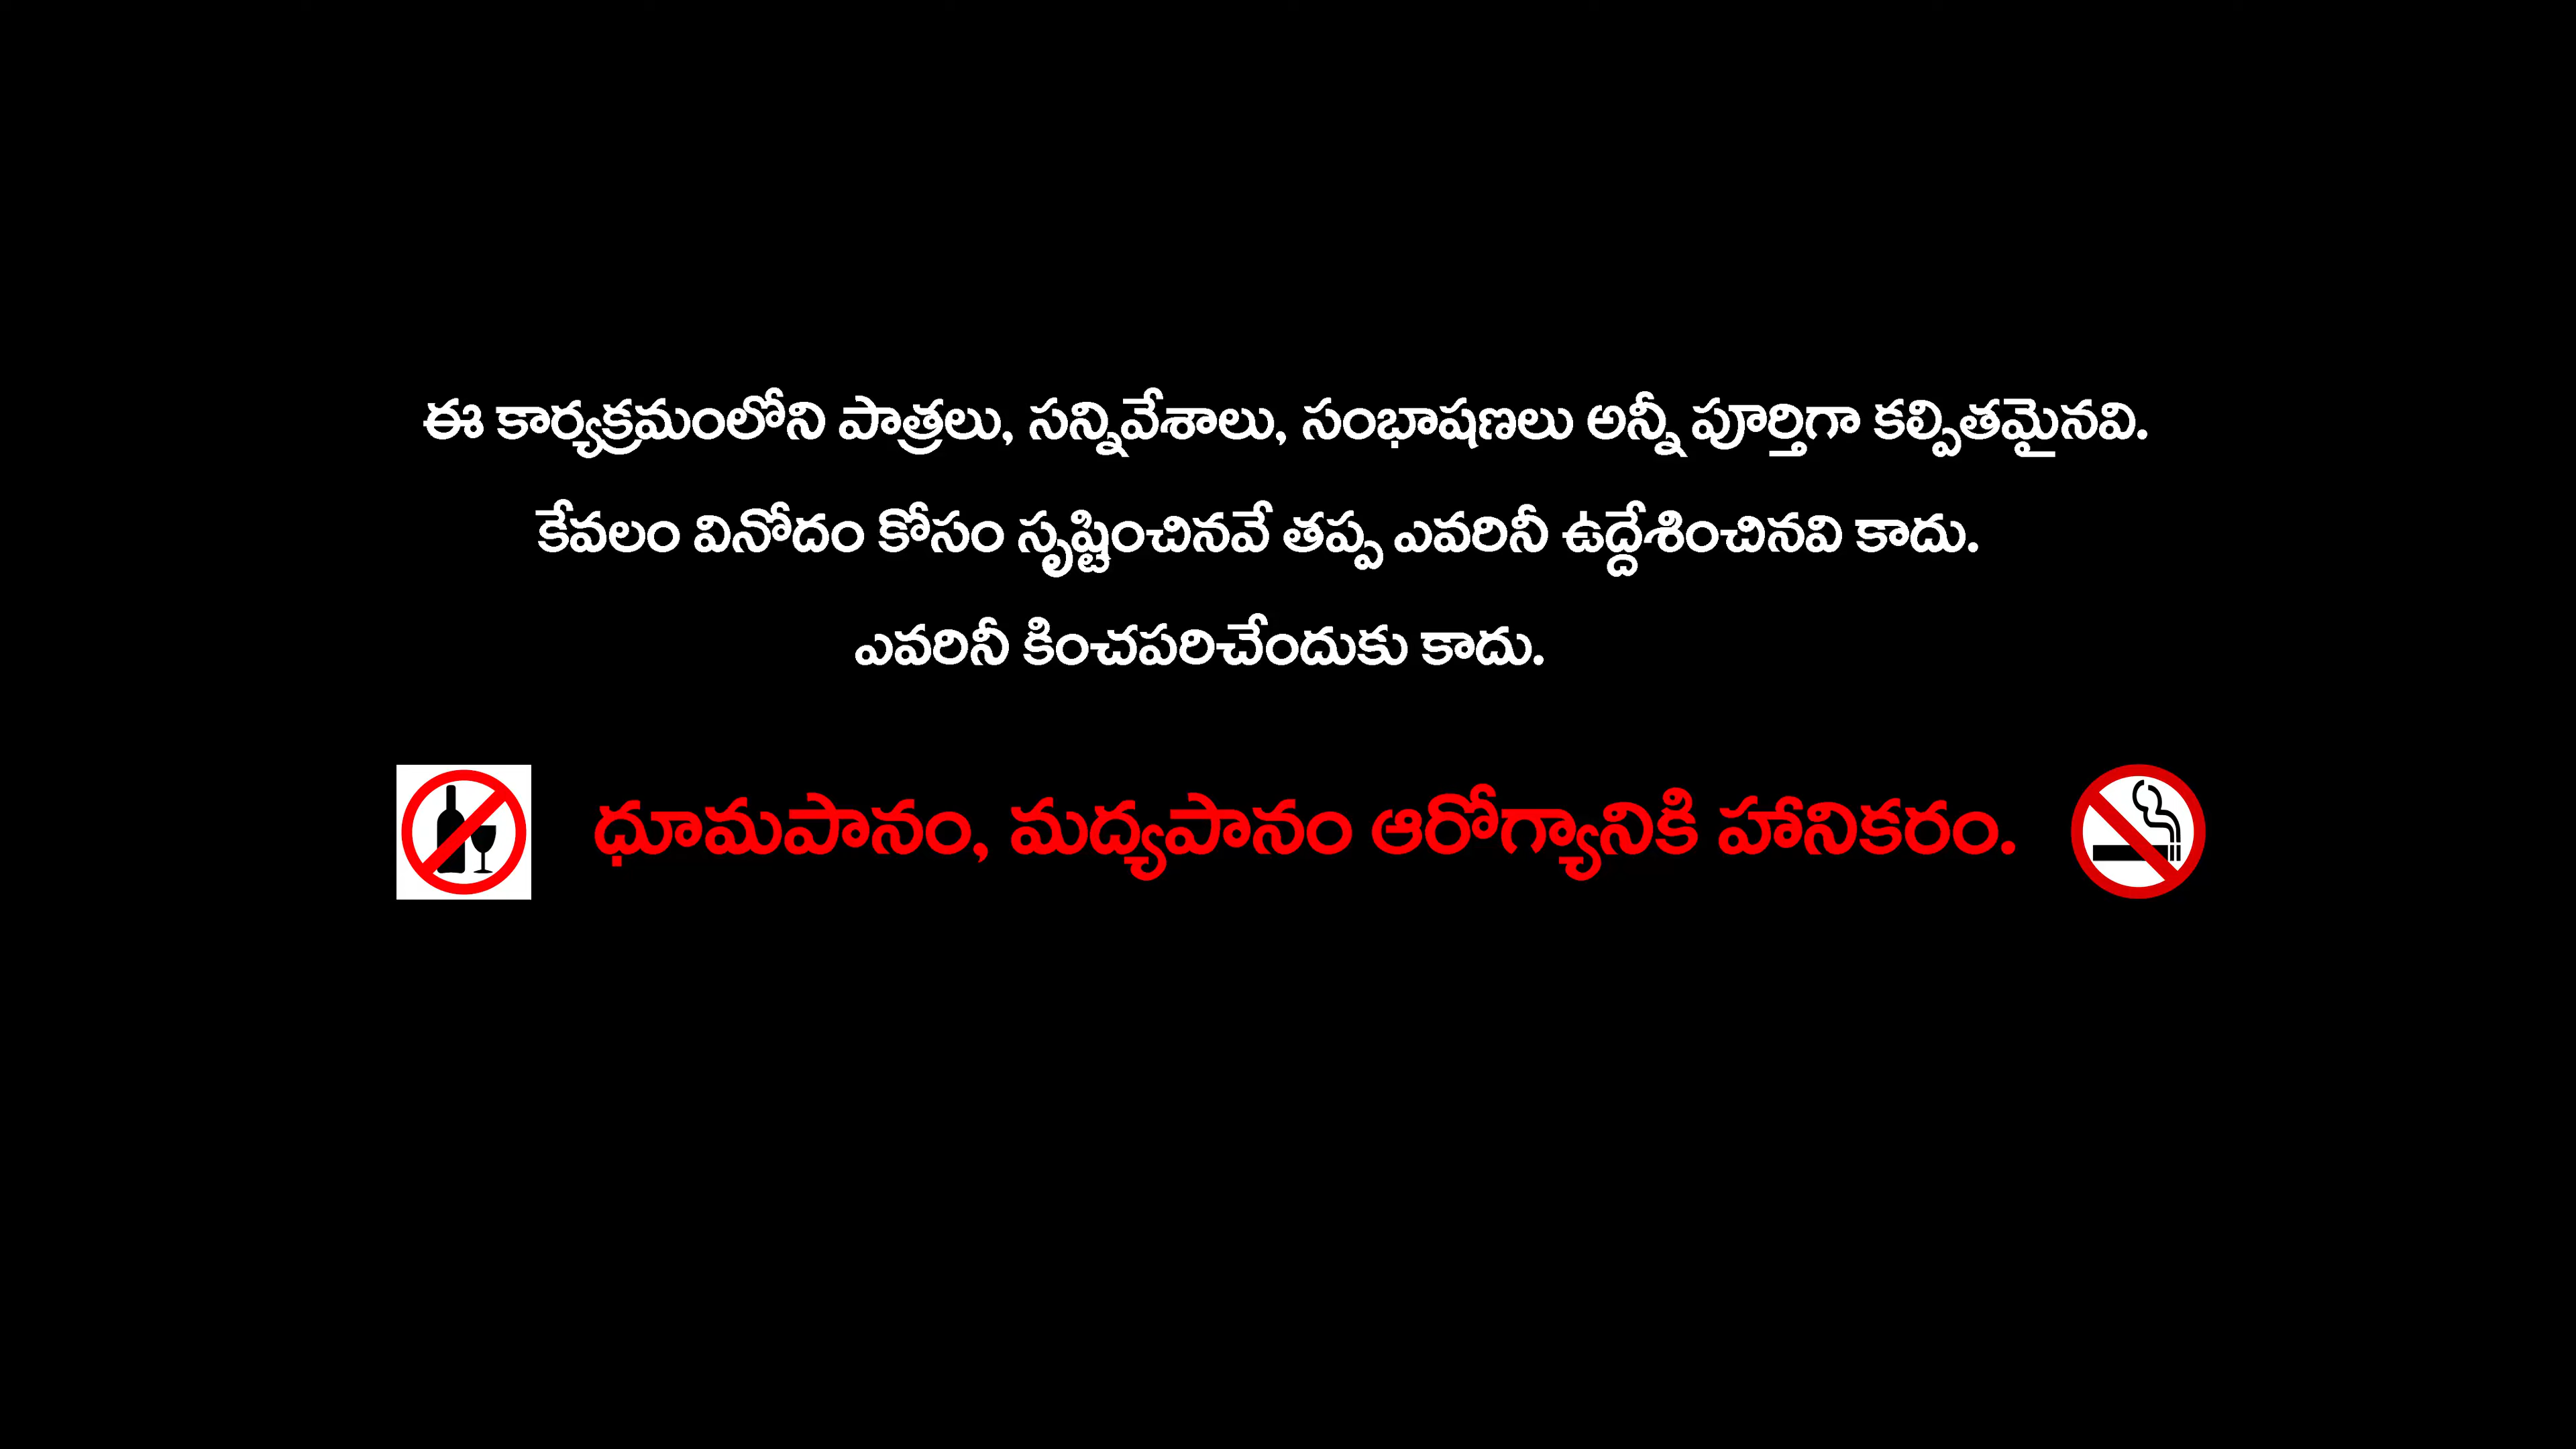 ఈ కార్యక్రమంలోని పాత్రలు, సన్నివేశాలు, సంభాషణలు అన్నీ పూర్తిగా కల్పితమైనవి.
కేవలం వినోదం కోసం సృష్టించినవే తప్ప ఎవరినీ ఉద్దేశించినవి కాదు.
ఎవరినీ కించపరిచేందుకు కాదు.
ధూమపానం, మద్యపానం ఆరోగ్యానికి హానికరం.